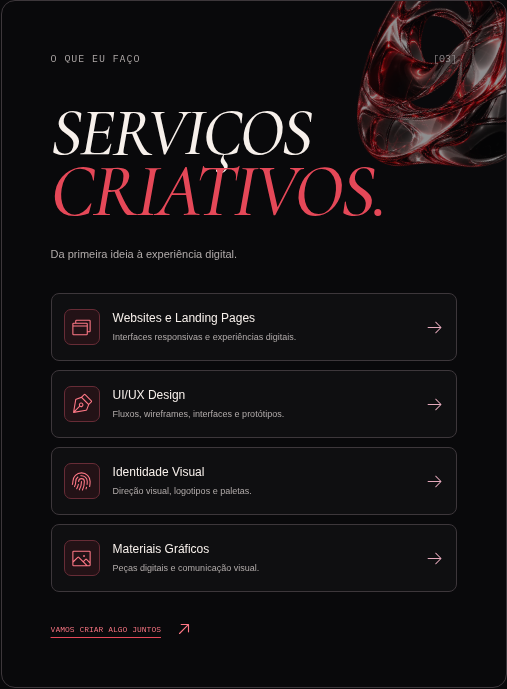 O QUE EU FAÇO
[03]
SERVIÇOS
CRIATIVOS.
Da primeira ideia à experiência digital.
Websites e Landing Pages
Interfaces responsivas e experiências digitais.
UI/UX Design
Fluxos, wireframes, interfaces e protótipos.
Identidade Visual
Direção visual, logotipos e paletas.
Materiais Gráficos
Peças digitais e comunicação visual.
VAMOS CRIAR ALGO JUNTOS